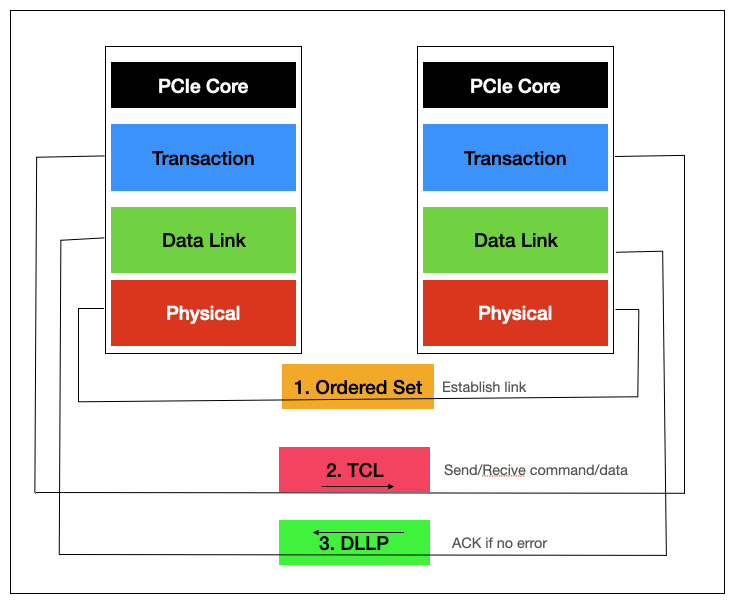 PCIe Core
PCIe Core
Transaction
Transaction
Data Link
Data Link
Physical
Physical
1. Ordered Set
Establish link
2. TCL
Send/Recive command/data
3. DLLP
ACK if no error